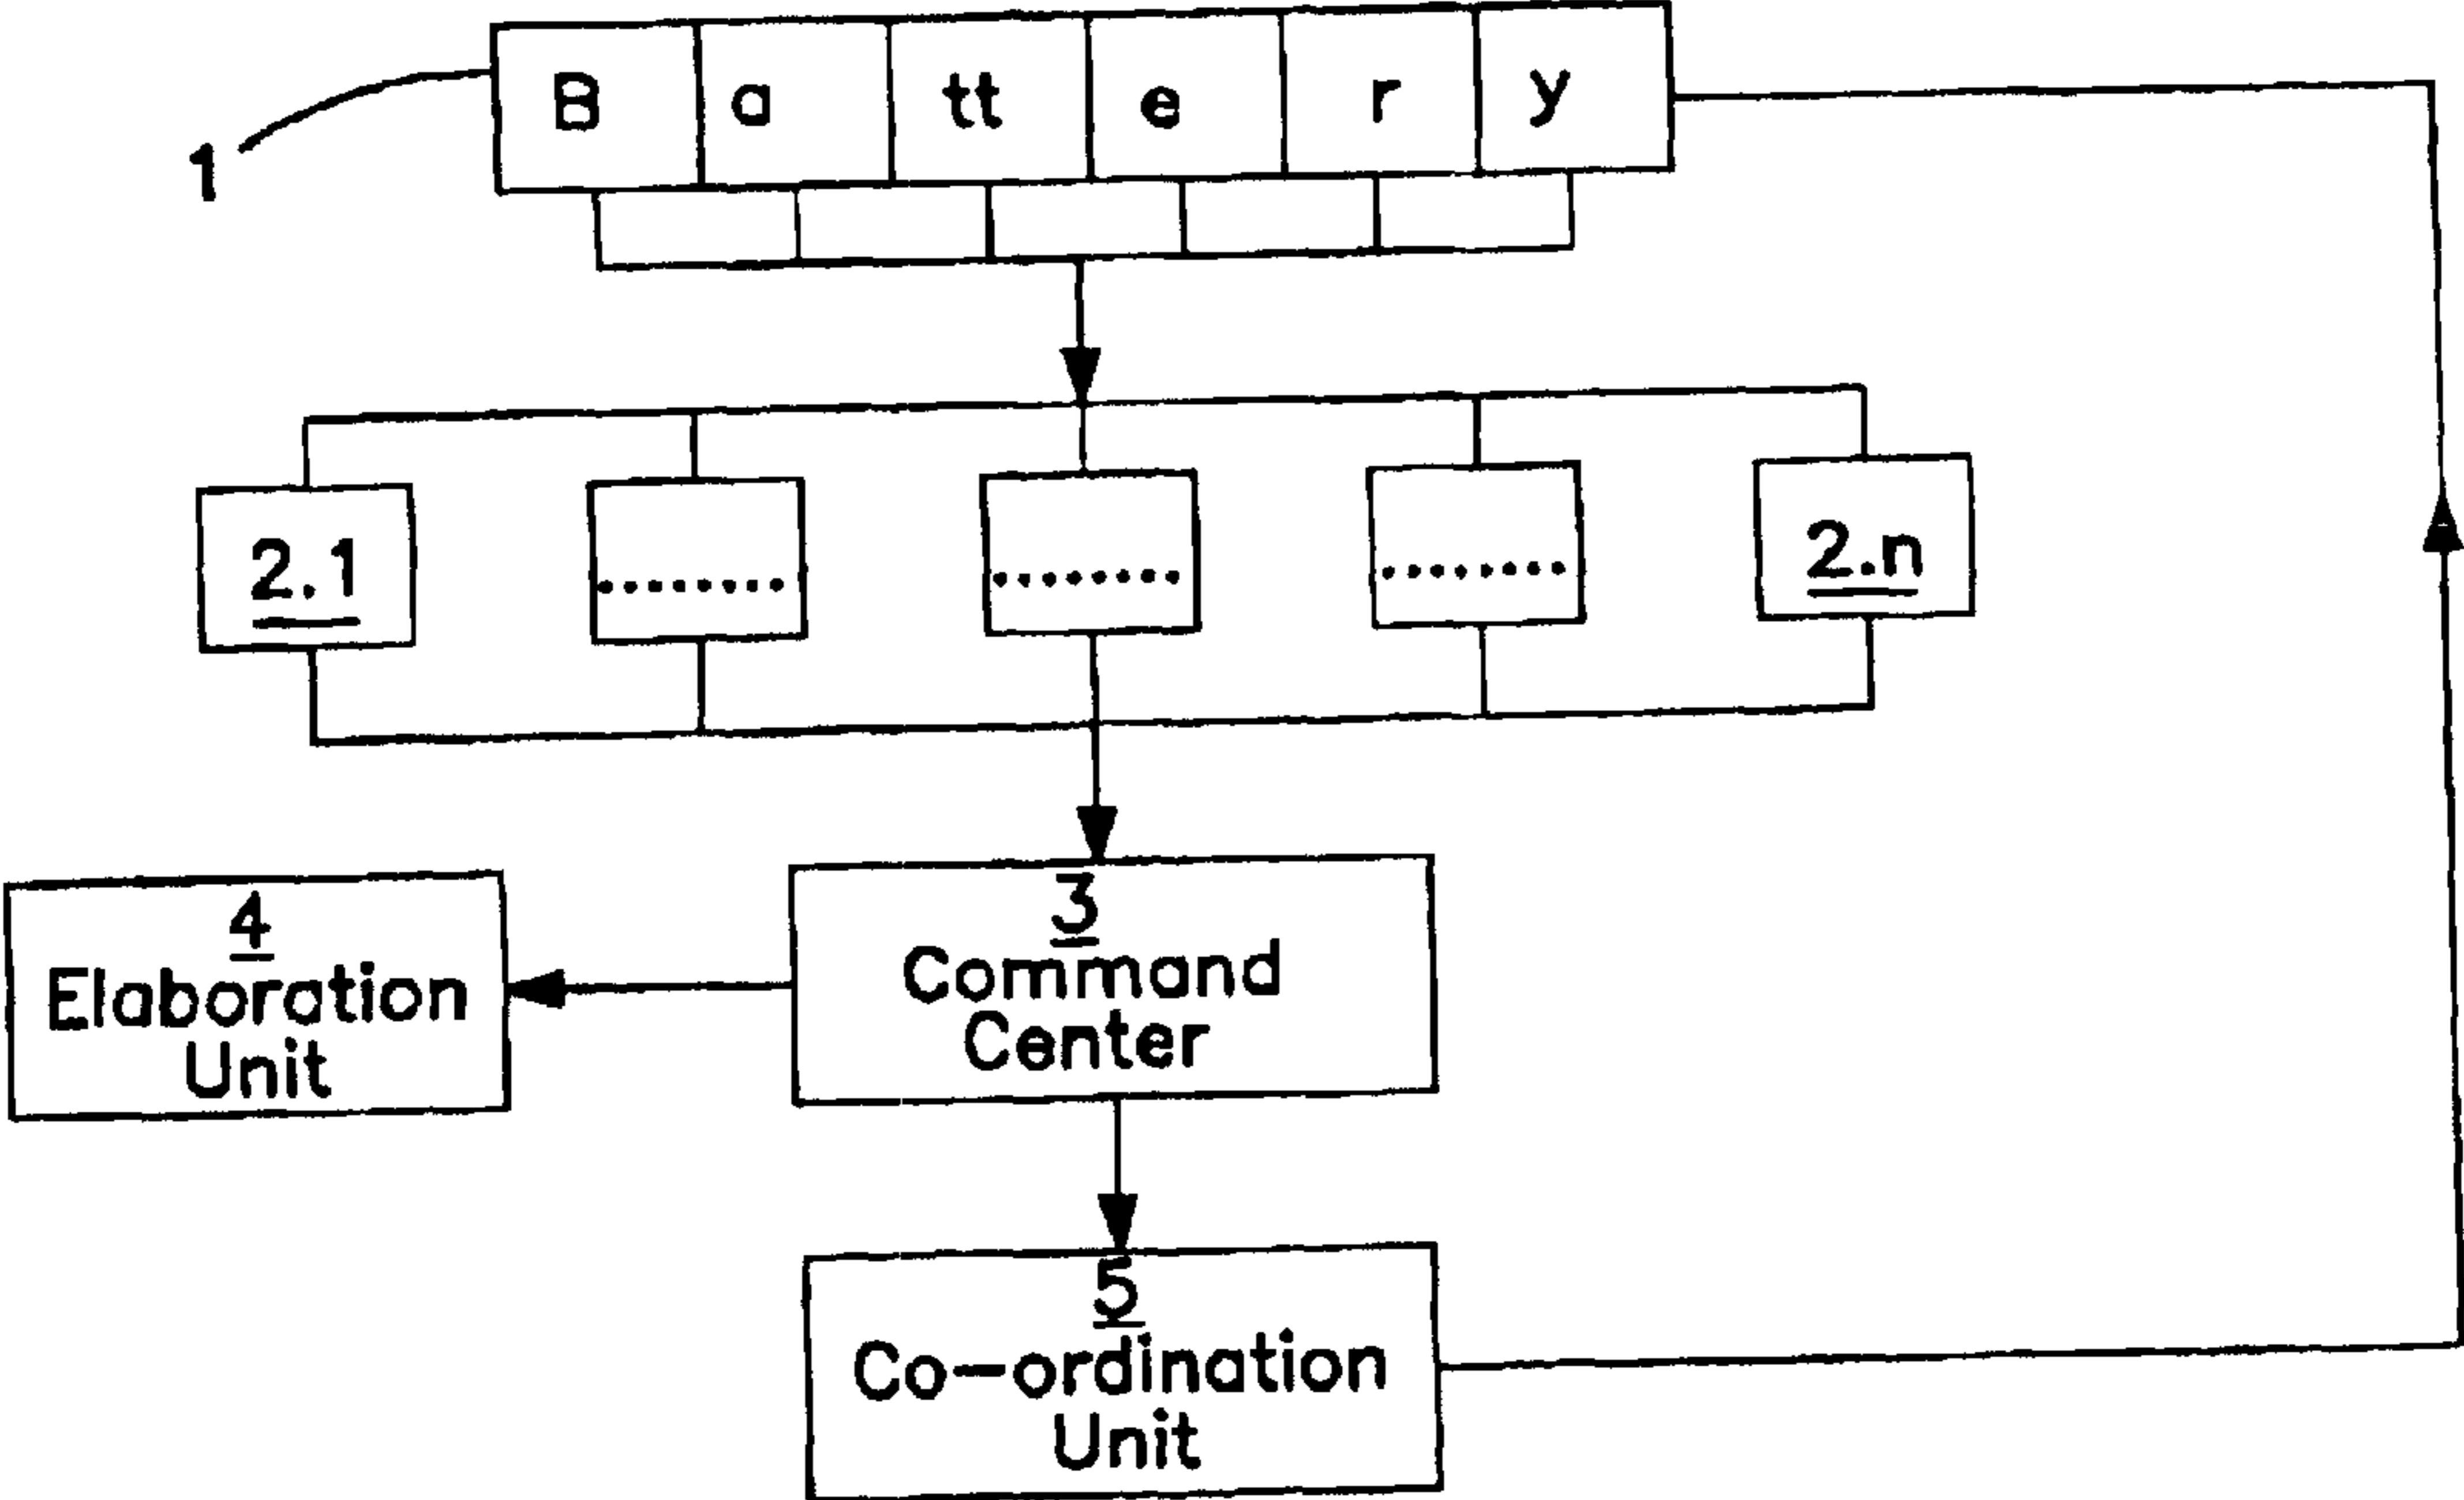 B a tt e r y
1
2.1 ........ ........ ........ 2.n
4
Elaboration
Unit
3
Command
Center
5
Co-ordination
Unit